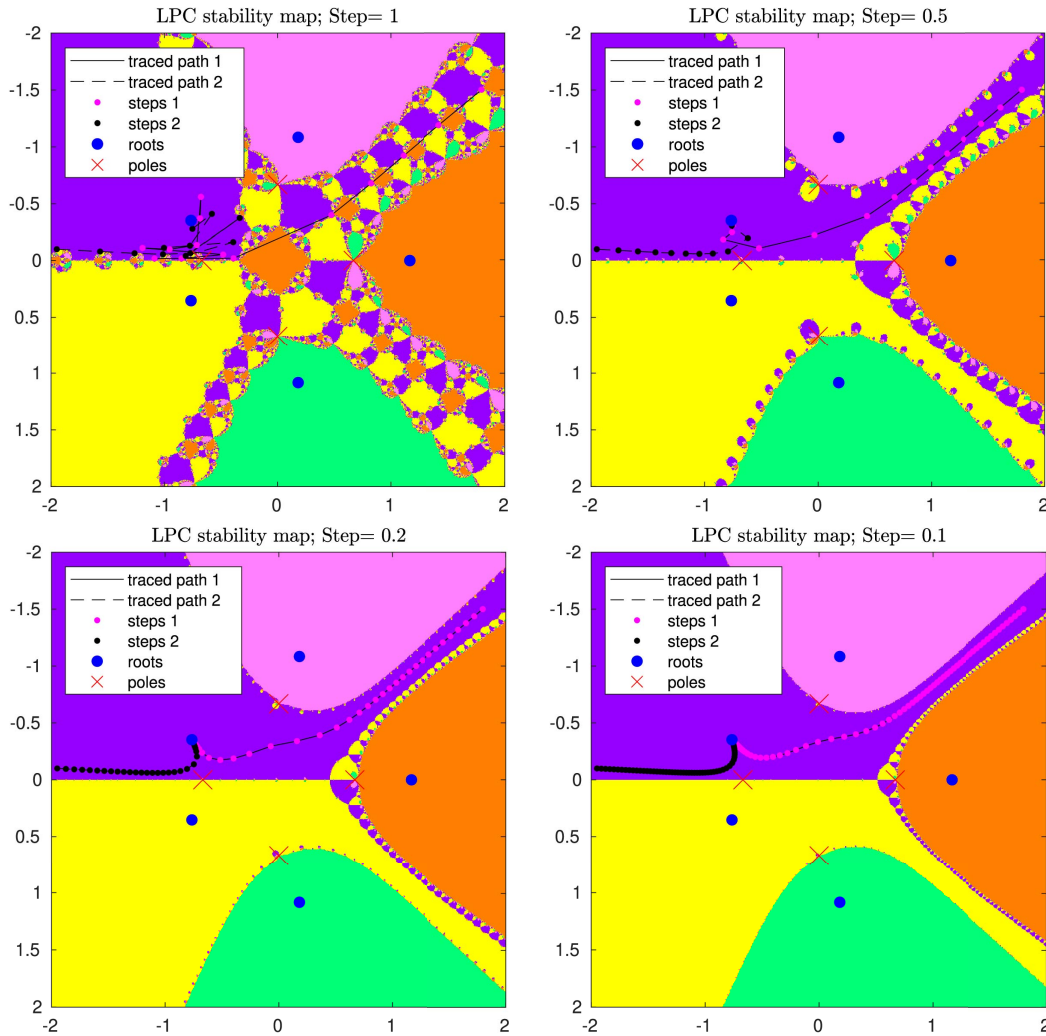 LPC stability map; Step= 1
-2
-1.5
-1
-0.5
0
0.5
1
1.5
2
-2
-1
0
1
2
traced path 1
traced path 2
steps 1
steps 2
roots
poles
LPC stability map; Step= 0.5
-2
-1.5
-1
-0.5
0
0.5
1
1.5
2
-2
-1
0
1
2
traced path 1
traced path 2
steps 1
steps 2
roots
poles
LPC stability map; Step= 0.2
-2
-1.5
-1
-0.5
0
0.5
1
1.5
2
-2
-1
0
1
2
traced path 1
traced path 2
steps 1
steps 2
roots
poles
LPC stability map; Step= 0.1
-2
-1.5
-1
-0.5
0
0.5
1
1.5
2
-2
-1
0
1
2
traced path 1
traced path 2
steps 1
steps 2
roots
poles